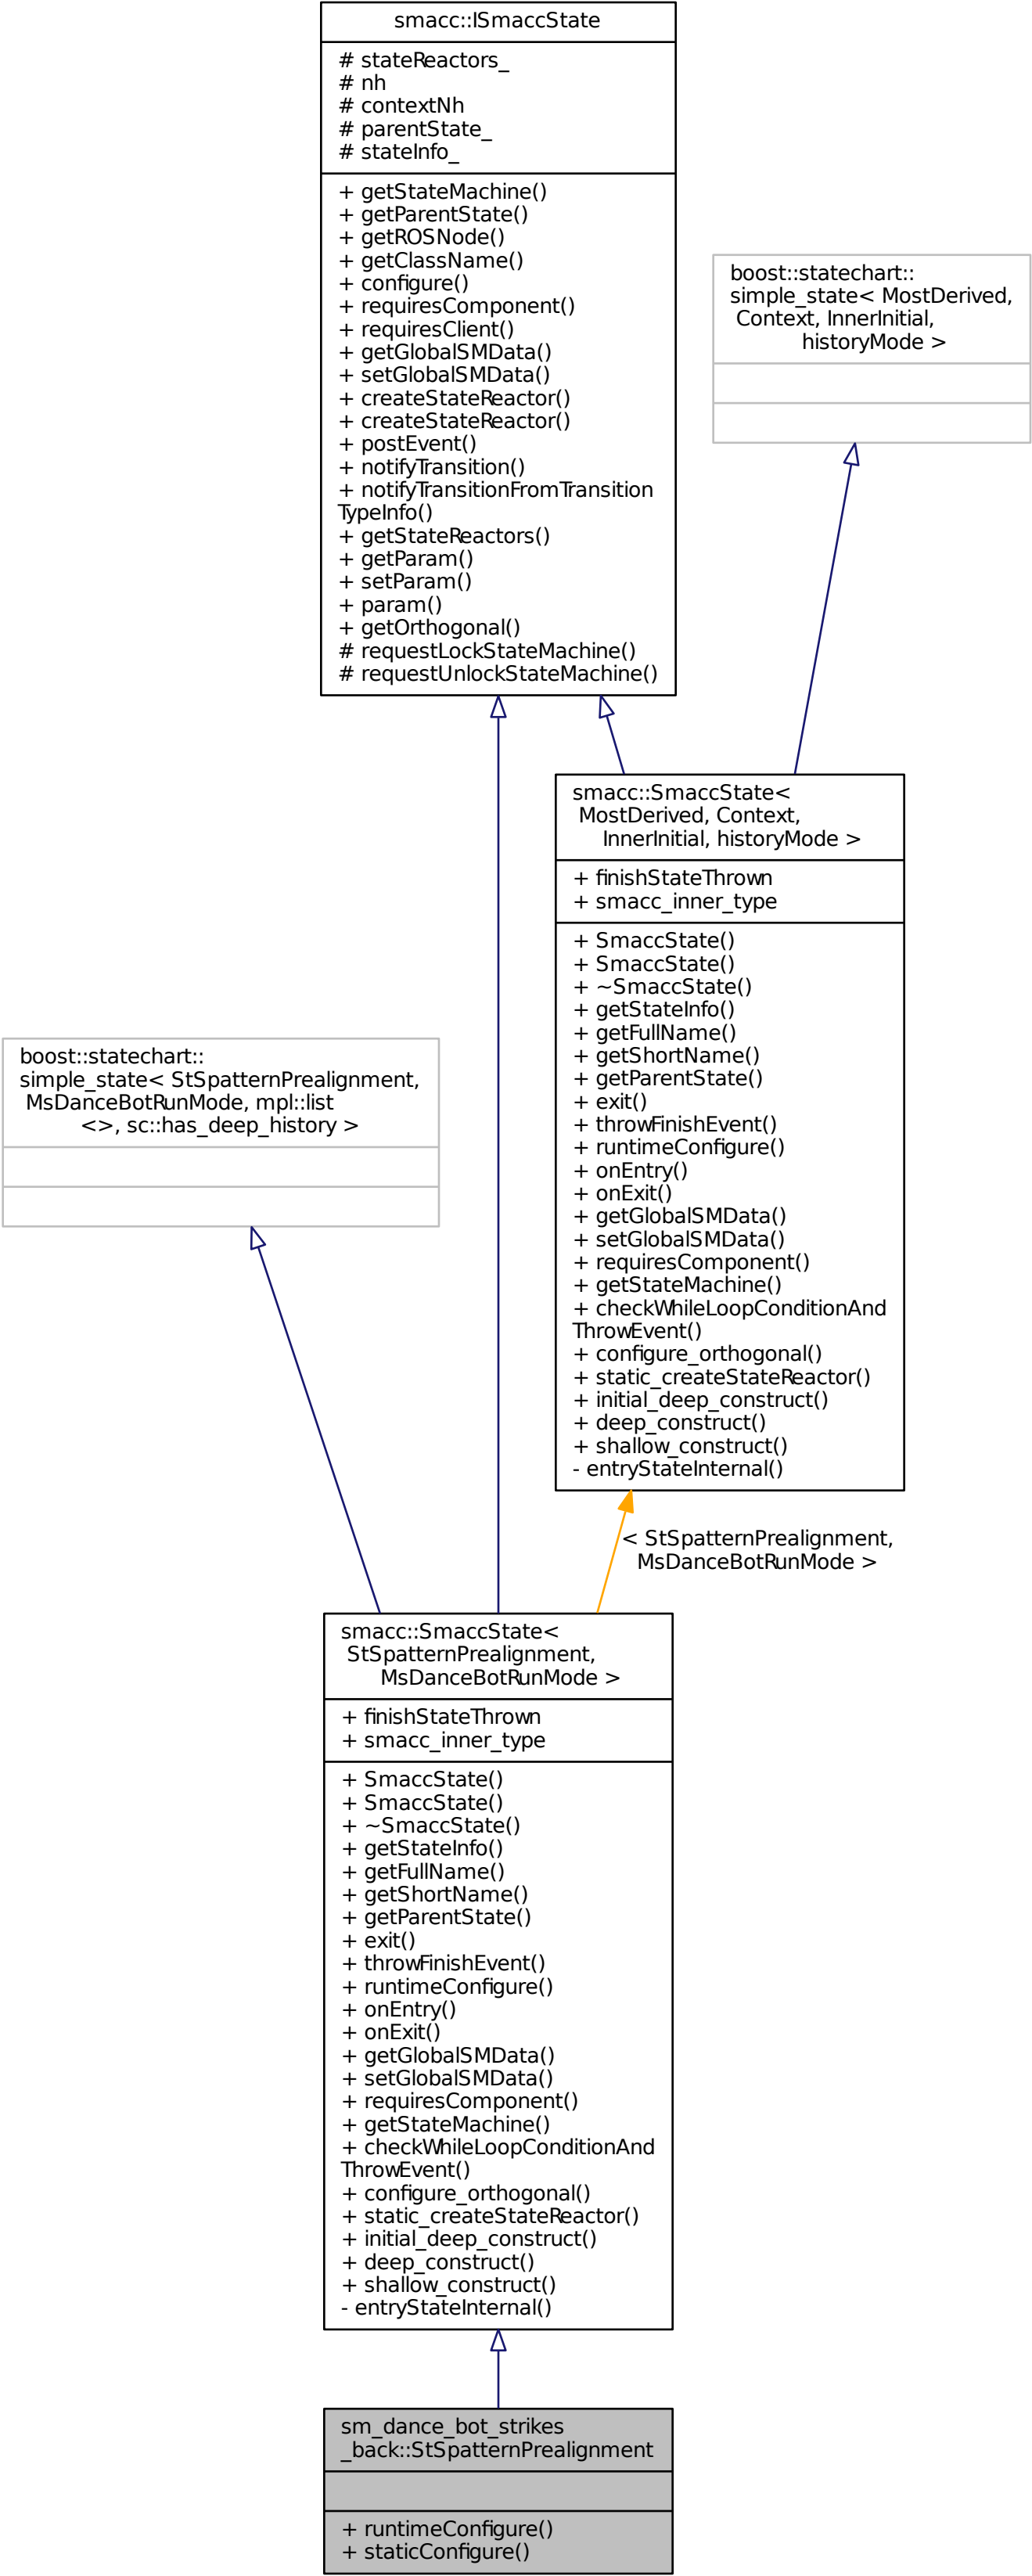 smacc::ISmaccState
# stateReactors_
# nh
# contextNh
# parentState_
# stateInfo_
+ getStateMachine()
+ getParentState()
+ getROSNode()
+ getClassName()
+ configure()
+ requiresComponent()
+ requiresClient()
+ getGlobalSMData()
+ setGlobalSMData()
+ createStateReactor()
+ createStateReactor()
+ postEvent()
+ notifyTransition()
+ notifyTransitionFromTransition
TypeInfo()
+ getStateReactors()
+ getParam()
+ setParam()
+ param()
+ getOrthogonal()
# requestLockStateMachine()
# requestUnlockStateMachine()
boost::statechart::
simple_state< MostDerived,
Context, InnerInitial,
historyMode >
smacc::SmaccState<
MostDerived, Context,
InnerInitial, historyMode >
+ finishStateThrown
+ smacc_inner_type
+ SmaccState()
+ SmaccState()
+ ~SmaccState()
+ getStateInfo()
+ getFullName()
+ getShortName()
+ getParentState()
+ exit()
+ throwFinishEvent()
+ runtimeConfigure()
+ onEntry()
+ onExit()
+ getGlobalSMData()
+ setGlobalSMData()
+ requiresComponent()
+ getStateMachine()
+ checkWhileLoopConditionAnd
ThrowEvent()
+ configure_orthogonal()
+ static_createStateReactor()
+ initial_deep_construct()
+ deep_construct()
+ shallow_construct()
- entryStateInternal()
boost::statechart::
simple_state< StSpatternPrealignment,
MsDanceBotRunMode, mpl::list
<>, sc::has_deep_history >
< StSpatternPrealignment,
MsDanceBotRunMode >
smacc::SmaccState<
StSpatternPrealignment,
MsDanceBotRunMode >
+ finishStateThrown
+ smacc_inner_type
+ SmaccState()
+ SmaccState()
+ ~SmaccState()
+ getStateInfo()
+ getFullName()
+ getShortName()
+ getParentState()
+ exit()
+ throwFinishEvent()
+ runtimeConfigure()
+ onEntry()
+ onExit()
+ getGlobalSMData()
+ setGlobalSMData()
+ requiresComponent()
+ getStateMachine()
+ checkWhileLoopConditionAnd
ThrowEvent()
+ configure_orthogonal()
+ static_createStateReactor()
+ initial_deep_construct()
+ deep_construct()
+ shallow_construct()
- entryStateInternal()
sm_dance_bot_strikes
_back::StSpatternPrealignment
+ runtimeConfigure()
+ staticConfigure()